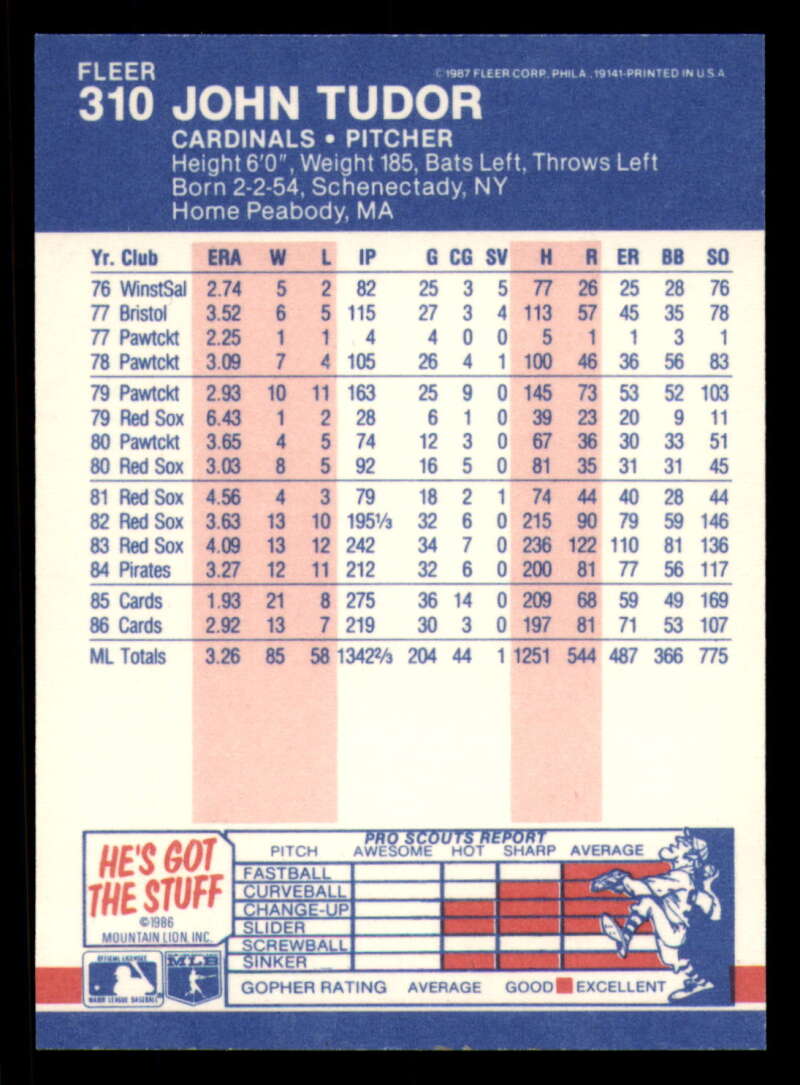 FLEER
©1987 FLEER CORP. PHILA. 19141-PRINTED IN U.S.A.
310 JOHN TUDOR
CARDINALS • PITCHER
Height 6'0", Weight 185, Bats Left, Throws Left
Born 2-2-54, Schenectady, NY
Home Peabody, MA
Yr. Club ERA W L IP G CG SV H R ER BB SO
76 WinstSal 2.74 5 2 82 25 3 5 77 26 25 28 76
77 Bristol 3.52 6 5 115 27 3 4 113 57 45 35 78
77 Pawtckt 2.25 1 1 4 4 0 0 5 1 1 3 1
78 Pawtckt 3.09 7 4 105 26 4 1 100 46 36 56 83
79 Pawtckt 2.93 10 11 163 25 9 0 145 73 53 52 103
79 Red Sox 6.43 1 2 28 6 1 0 39 23 20 9 11
80 Pawtckt 3.65 4 5 74 12 3 0 67 36 30 33 51
80 Red Sox 3.03 8 5 92 16 5 0 81 35 31 31 45
81 Red Sox 4.56 4 3 79 18 2 1 74 44 40 28 44
82 Red Sox 3.63 13 10 195⅓ 32 6 0 215 90 79 59 146
83 Red Sox 4.09 13 12 242 34 7 0 236 122 110 81 136
84 Pirates 3.27 12 11 212 32 6 0 200 81 77 56 117
85 Cards 1.93 21 8 275 36 14 0 209 68 59 49 169
86 Cards 2.92 13 7 219 30 3 0 197 81 71 53 107
ML Totals 3.26 85 58 1342⅔ 204 44 1 1251 544 487 366 775
HE'S GOT
THE STUFF
©1986
MOUNTAIN LION, INC.
OFFICIAL LICENSEE
MAJOR LEAGUE BASEBALL
MLB
PRO SCOUTS REPORT
PITCH AWESOME HOT SHARP AVERAGE
FASTBALL
CURVEBALL
CHANGE-UP
SLIDER
SCREWBALL
SINKER
GOPHER RATING AVERAGE GOOD EXCELLENT